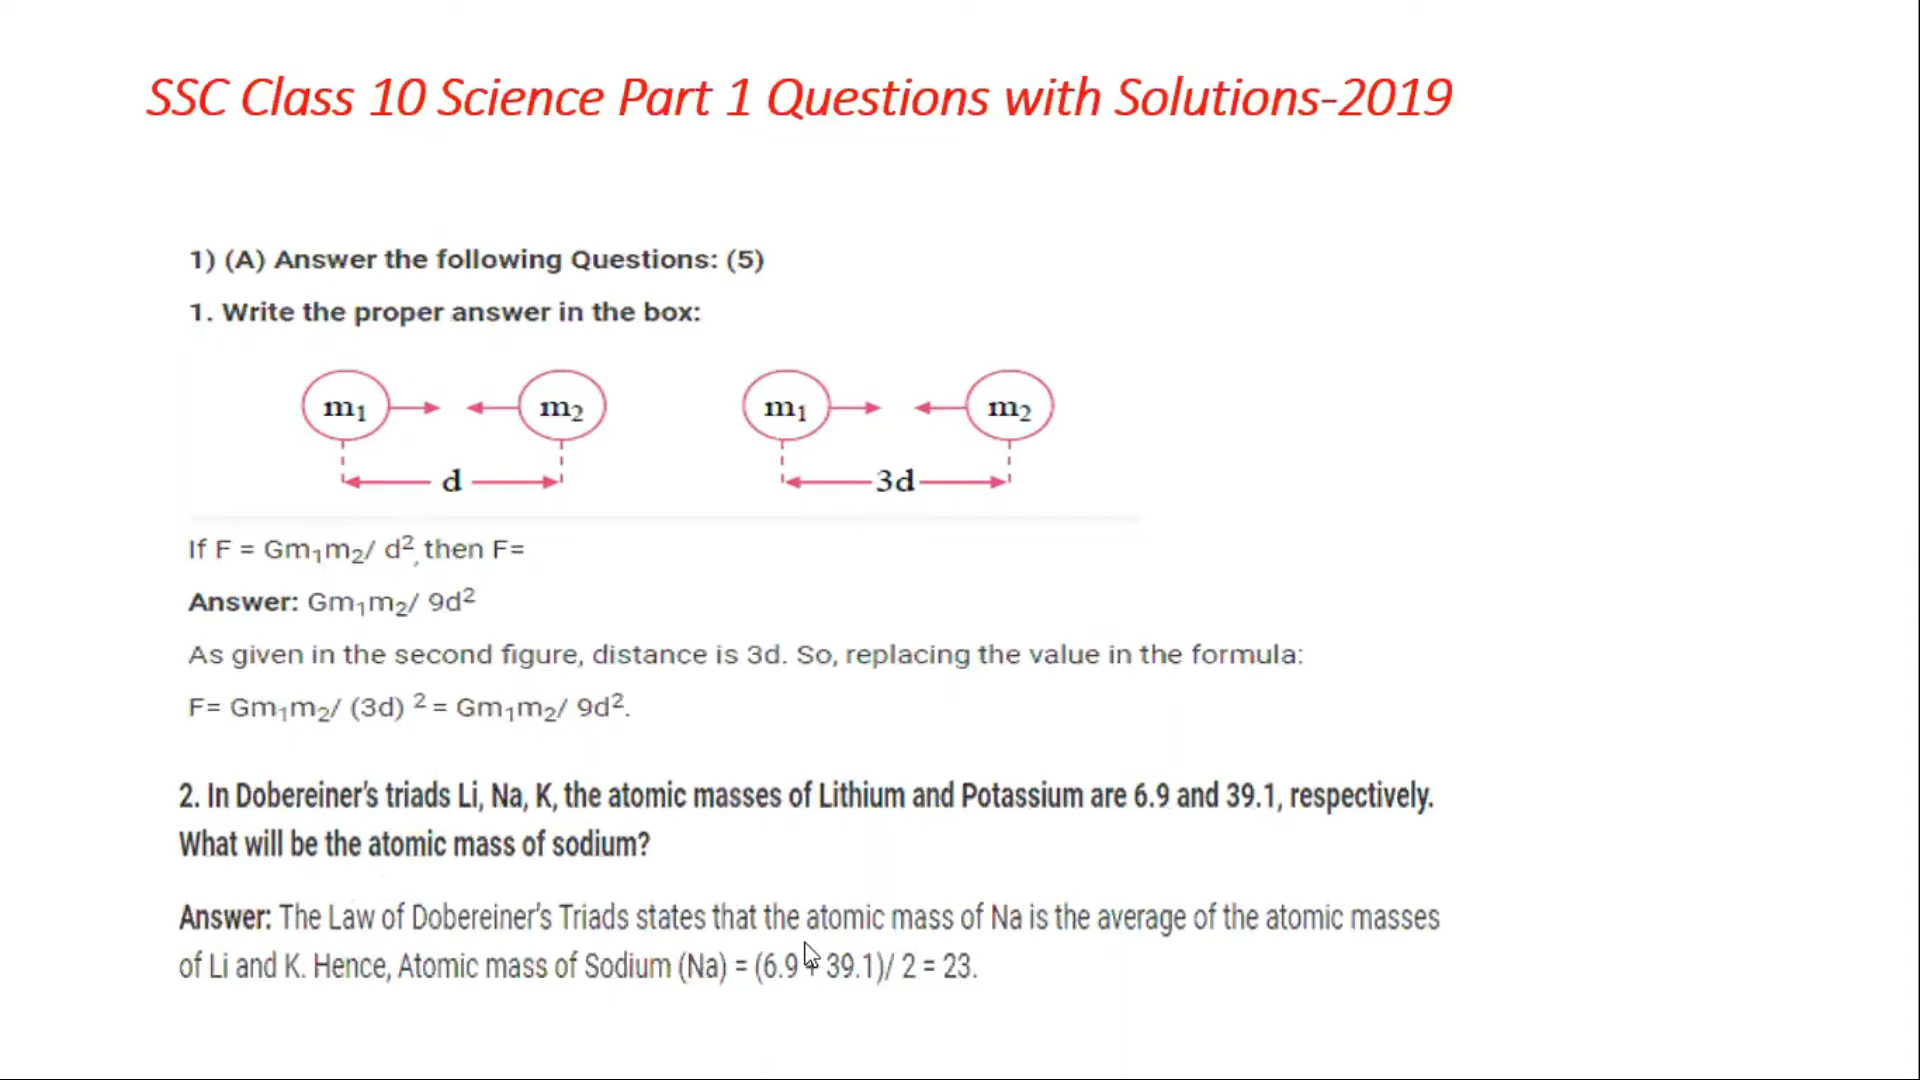 SSC Class 10 Science Part 1 Questions with Solutions-2019
1) (A) Answer the following Questions: (5)
1. Write the proper answer in the box:
m₁ m₂ m₁ m₂
d 3d
If F = Gm₁m₂/ d², then F=
Answer: Gm₁m₂/ 9d²
As given in the second figure, distance is 3d. So, replacing the value in the formula:
F= Gm₁m₂/ (3d) ² = Gm₁m₂/ 9d².
2. In Dobereiner's triads Li, Na, K, the atomic masses of Lithium and Potassium are 6.9 and 39.1, respectively.
What will be the atomic mass of sodium?
Answer: The Law of Dobereiner's Triads states that the atomic mass of Na is the average of the atomic masses
of Li and K. Hence, Atomic mass of Sodium (Na) = (6.9 + 39.1)/ 2 = 23.